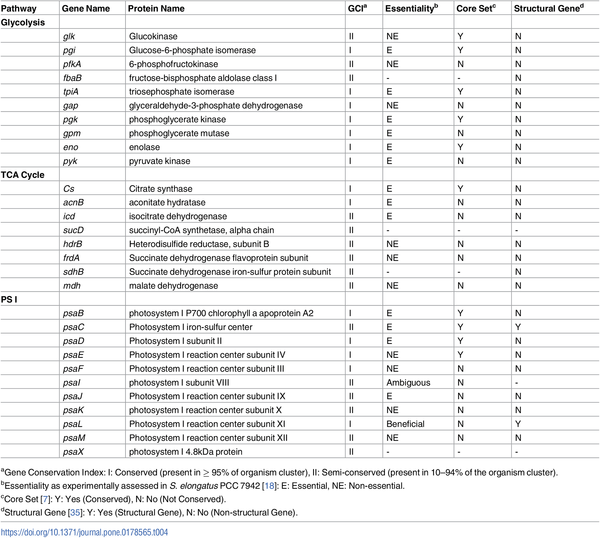 Pathway Gene Name Protein Name GCIa Essentialityb Core Setc Structural Gened
Glycolysis
glk Glucokinase II NE Y N
pgi Glucose-6-phosphate isomerase I E Y N
pfkA 6-phosphofructokinase II NE N N
fbaB fructose-bisphosphate aldolase class I II - - N
tpiA triosephosphate isomerase I E Y N
gap glyceraldehyde-3-phosphate dehydrogenase I NE N N
pgk phosphoglycerate kinase I E Y N
gpm phosphoglycerate mutase II E N N
eno enolase I E Y N
pyk pyruvate kinase I E N N
TCA Cycle
Cs Citrate synthase I E Y N
acnB aconitate hydratase I E N N
icd isocitrate dehydrogenase II E N N
sucD succinyl-CoA synthetase, alpha chain II - - -
hdrB Heterodisulfide reductase, subunit B II NE N N
frdA Succinate dehydrogenase flavoprotein subunit II NE N N
sdhB Succinate dehydrogenase iron-sulfur protein subunit II - - N
mdh malate dehydrogenase II NE N N
PS I
psaB photosystem I P700 chlorophyll a apoprotein A2 I E Y N
psaC Photosystem I iron-sulfur center II E Y Y
psaD Photosystem I subunit II I E Y N
psaE Photosystem I reaction center subunit IV I NE Y N
psaF Photosystem I reaction center subunit III I NE N N
psaI photosystem I subunit VIII II Ambiguous N -
psaJ Photosystem I reaction center subunit IX II E N N
psaK photosystem I reaction center subunit X II NE N N
psaL Photosystem I reaction center subunit XI I Beneficial N Y
psaM Photosystem I reaction center subunit XII II NE N N
psaX photosystem I 4.8kDa protein II - - -
aGene Conservation Index: I: Conserved (present in ≥ 95% of organism cluster), II: Semi-conserved (present in 10–94% of the organism cluster).
bEssentiality as experimentally assessed in S. elongatus PCC 7942 [18]: E: Essential, NE: Non-essential.
cCore Set [7]: Y: Yes (Conserved), N: No (Not Conserved).
dStructural Gene [35]: Y: Yes (Structural Gene), N: No (Non-structural Gene).
https://doi.org/10.1371/journal.pone.0178565.t004